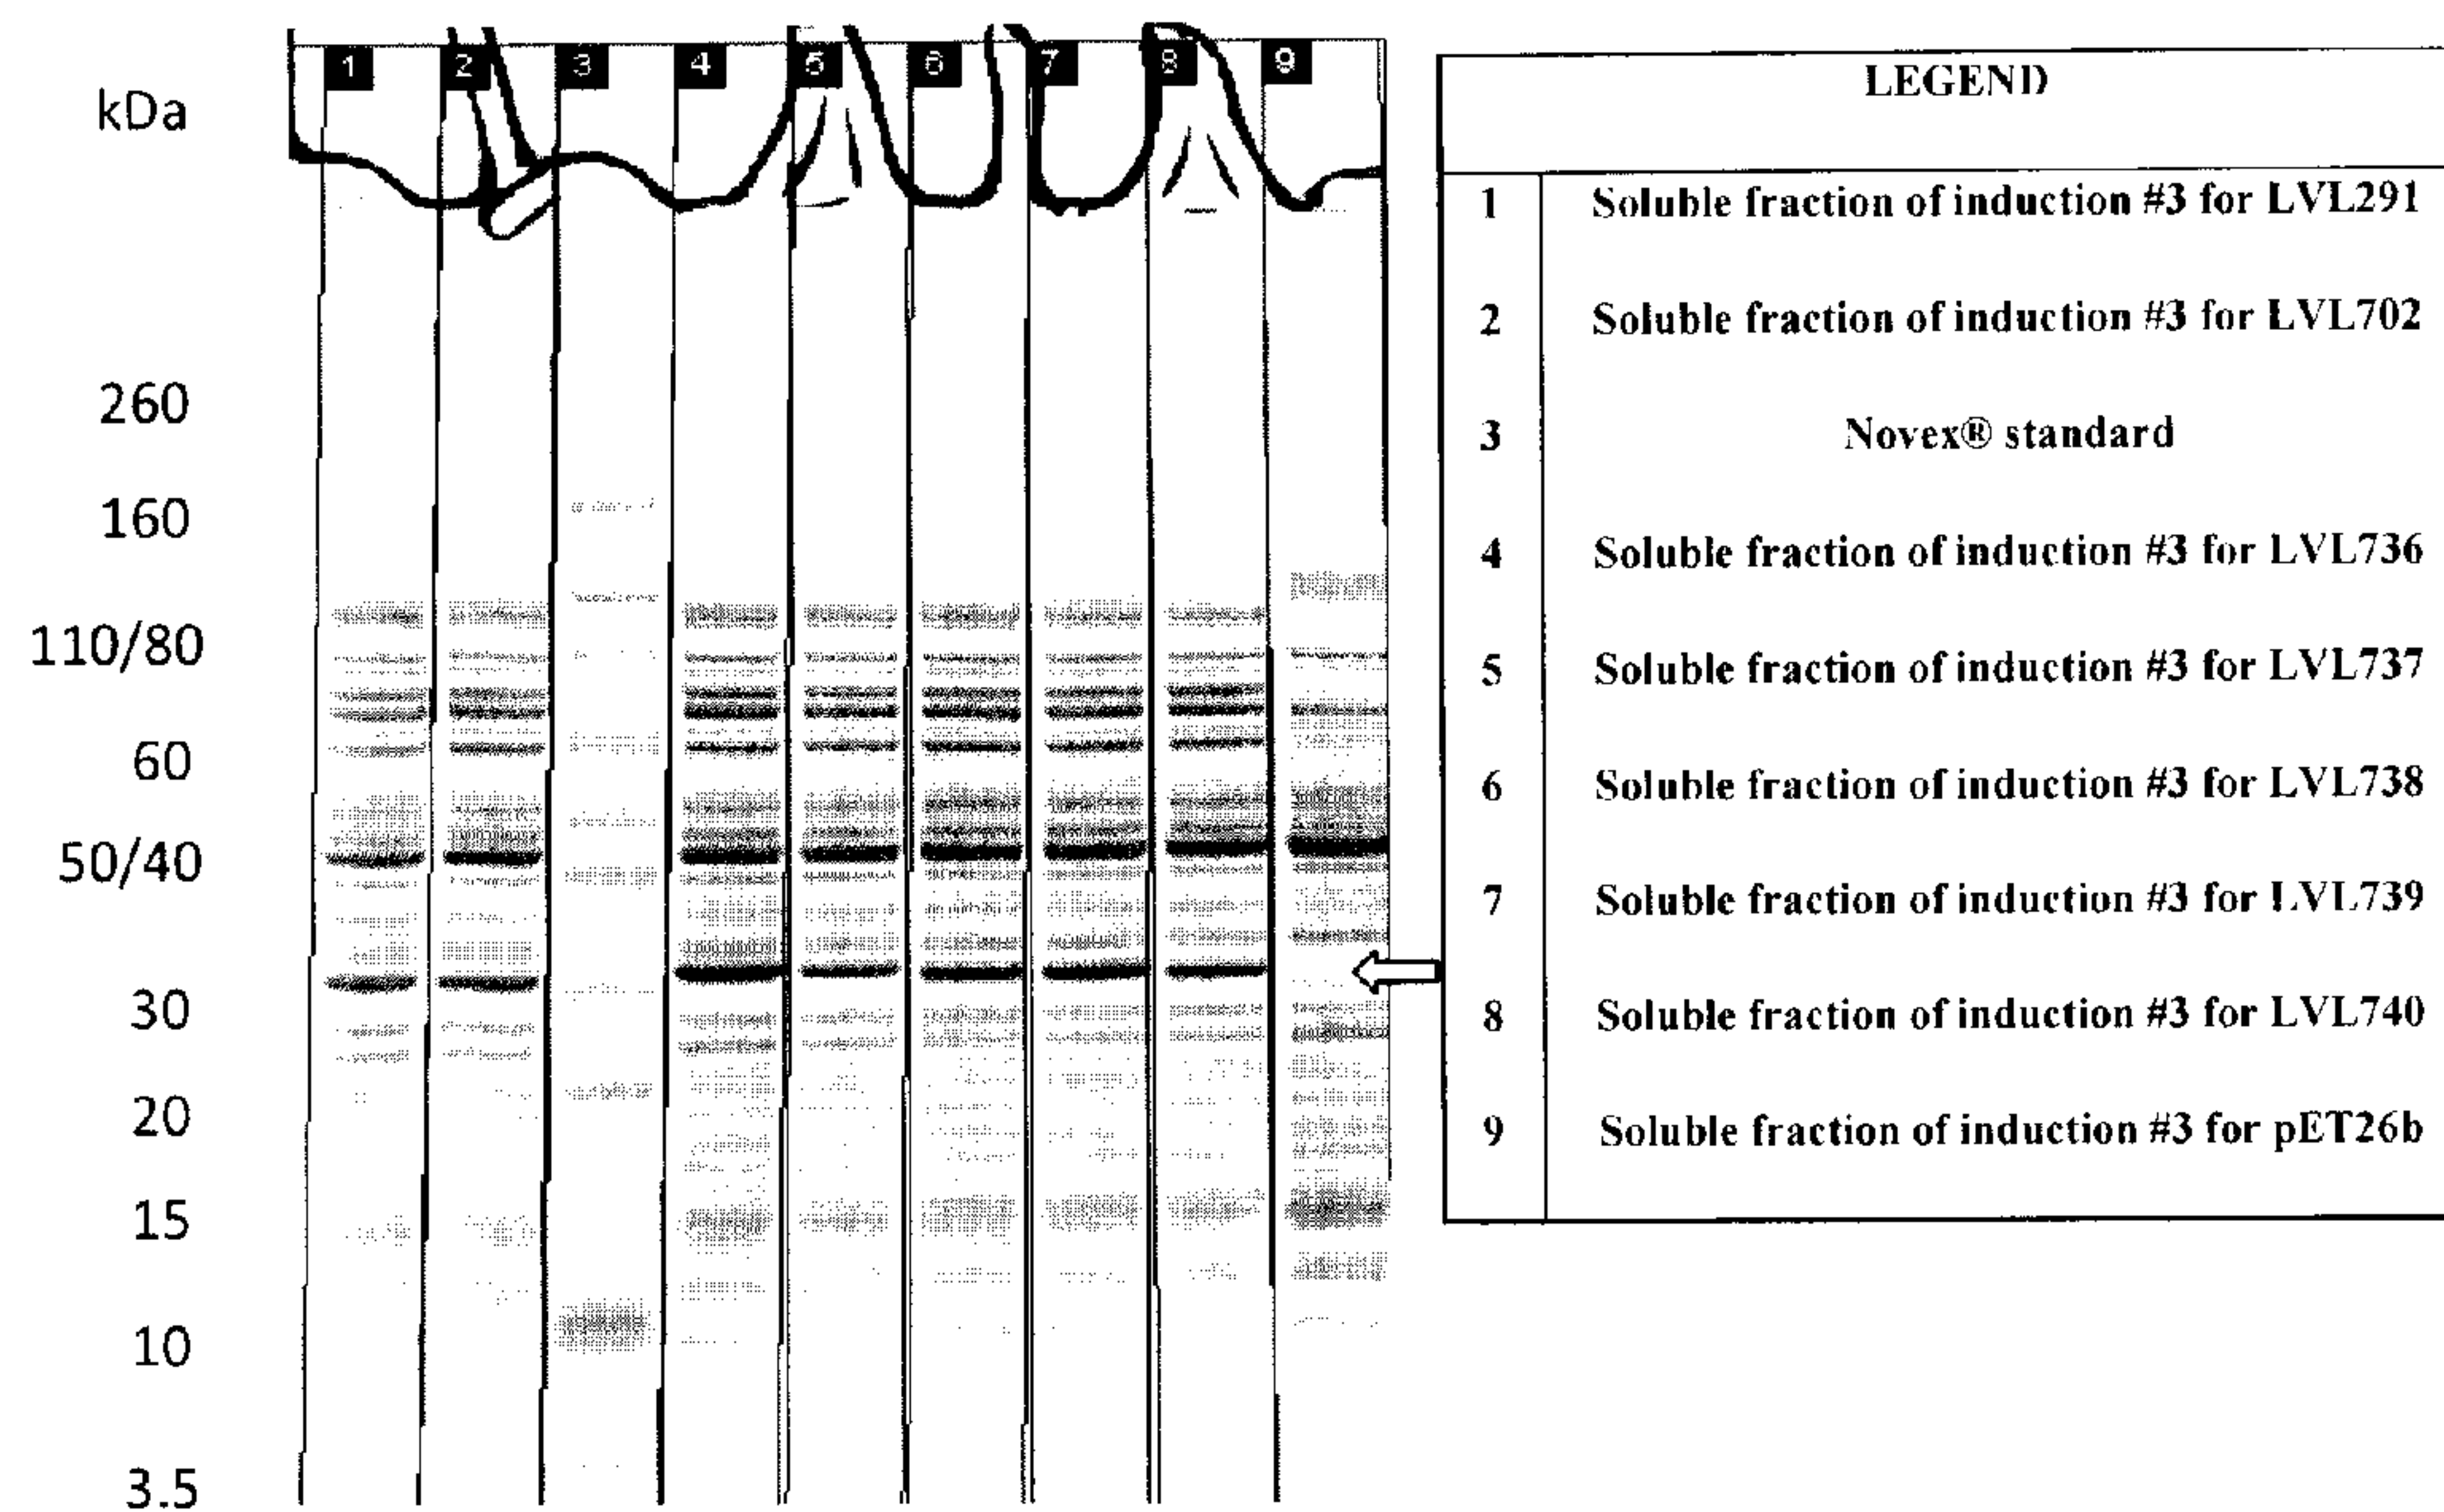 kDa
260
160
110/80
60
50/40
30
20
15
10
3.5
1 2 3 4 5 6 7 8 9
LEGEND
1 Soluble fraction of induction #3 for LVL291
2 Soluble fraction of induction #3 for LVL702
3 Novex® standard
4 Soluble fraction of induction #3 for LVL736
5 Soluble fraction of induction #3 for LVL737
6 Soluble fraction of induction #3 for LVL738
7 Soluble fraction of induction #3 for LVL739
8 Soluble fraction of induction #3 for LVL740
9 Soluble fraction of induction #3 for pET26b